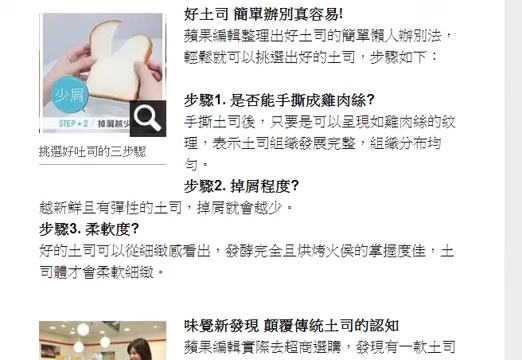 好土司 簡單辦別真容易!
蘋果編輯整理出好土司的簡單懶人辦別法，
輕鬆就可以挑選出好的土司，步驟如下：
少屑
STEP 2 / 掉屑越少
挑選好吐司的三步驟
步驟1. 是否能手撕成雞肉絲?
手撕土司後，只要是可以呈現如雞肉絲的紋
理，表示土司組織發展完整，組織分布均
勻。
步驟2. 掉屑程度?
越新鮮且有彈性的土司，掉屑就會越少。
步驟3. 柔軟度?
好的土司可以從細緻感看出，發酵完全且烘烤火侯的掌握度佳，土
司體才會柔軟細緻。
味覺新發現 顛覆傳統土司的認知
蘋果編輯實際去超商選購，發現有一款土司